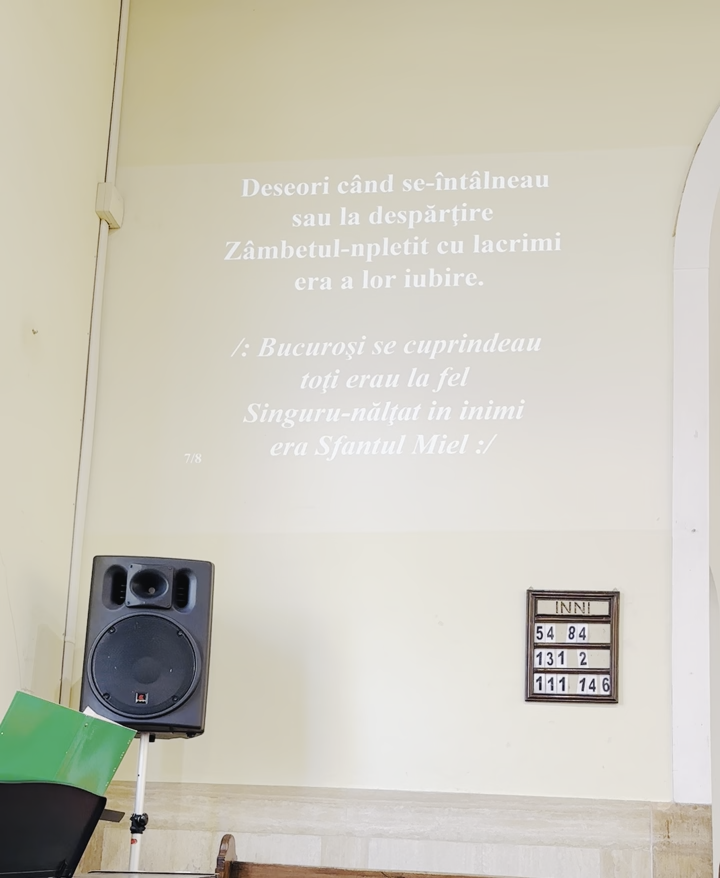 Deseori când se-întâlneau
sau la despărţire
Zâmbetul-npletit cu lacrimi
era a lor iubire.
/: Bucuroşi se cuprindeau
toţi erau la fel
Singuru-nălţat in inimi
era Sfantul Miel :/
7/8
INNI
54 84
131 2
111 146